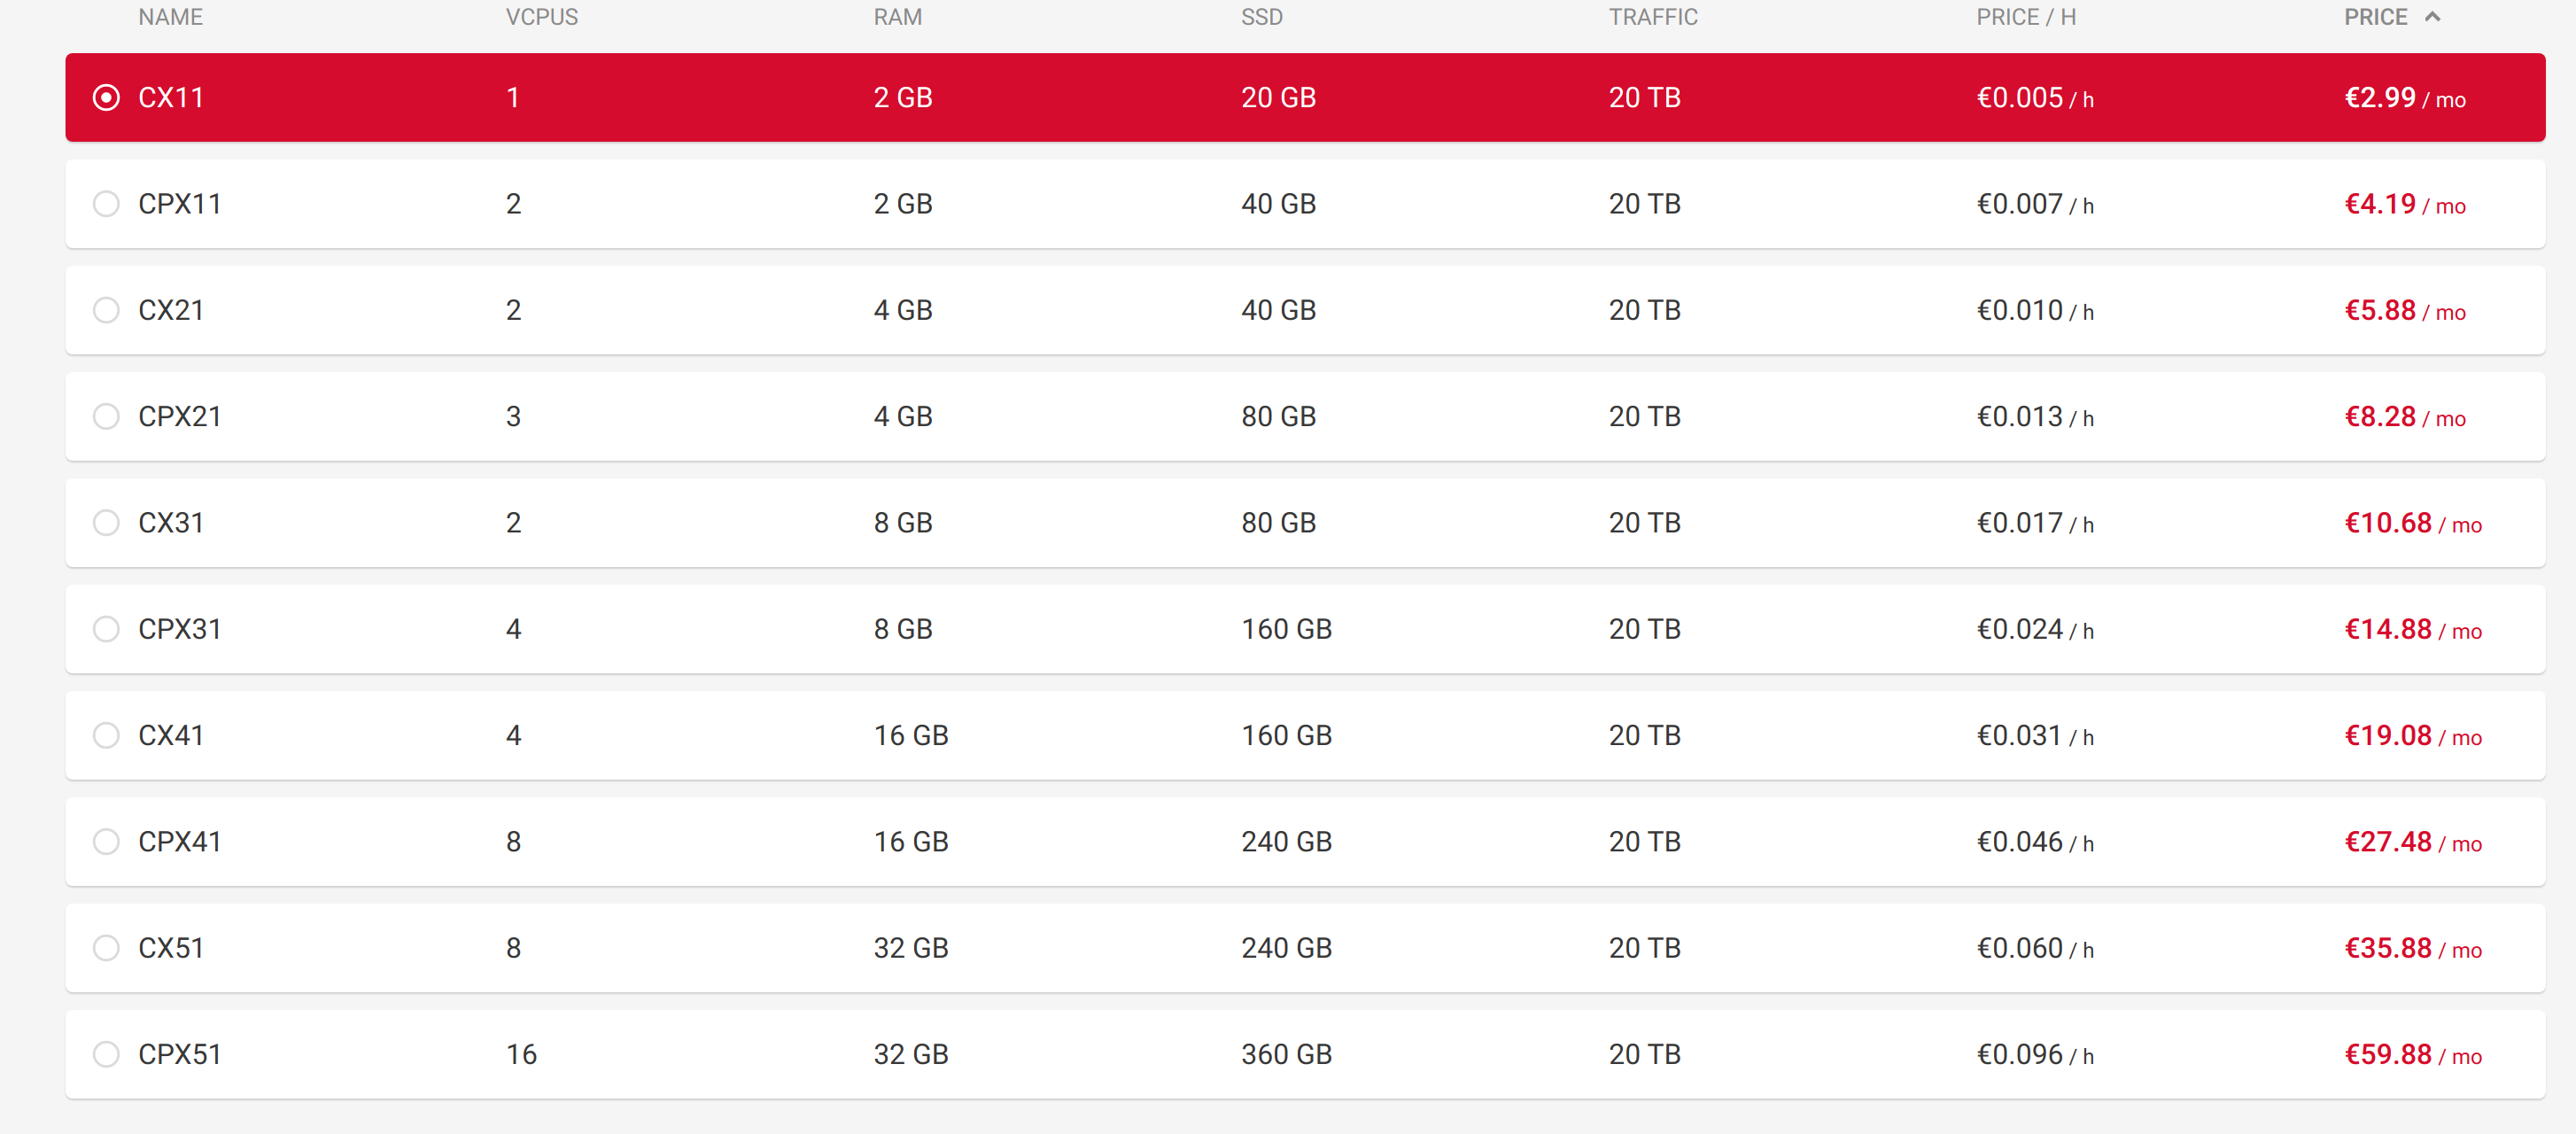 NAME VCPUS RAM SSD TRAFFIC PRICE / H PRICE
CX11 1 2 GB 20 GB 20 TB €0.005 / h €2.99 / mo
CPX11 2 2 GB 40 GB 20 TB €0.007 / h €4.19 / mo
CX21 2 4 GB 40 GB 20 TB €0.010 / h €5.88 / mo
CPX21 3 4 GB 80 GB 20 TB €0.013 / h €8.28 / mo
CX31 2 8 GB 80 GB 20 TB €0.017 / h €10.68 / mo
CPX31 4 8 GB 160 GB 20 TB €0.024 / h €14.88 / mo
CX41 4 16 GB 160 GB 20 TB €0.031 / h €19.08 / mo
CPX41 8 16 GB 240 GB 20 TB €0.046 / h €27.48 / mo
CX51 8 32 GB 240 GB 20 TB €0.060 / h €35.88 / mo
CPX51 16 32 GB 360 GB 20 TB €0.096 / h €59.88 / mo